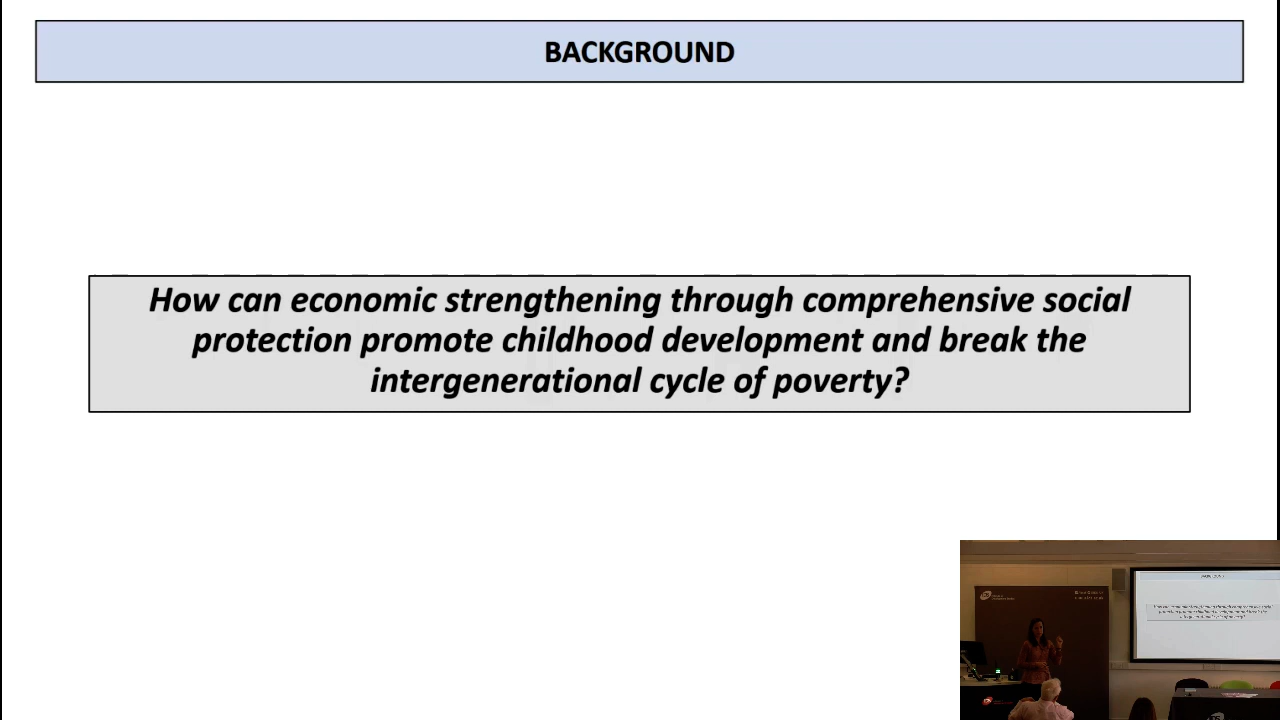 BACKGROUND
How can economic strengthening through comprehensive social
protection promote childhood development and break the
intergenerational cycle of poverty?
BACKGROUND